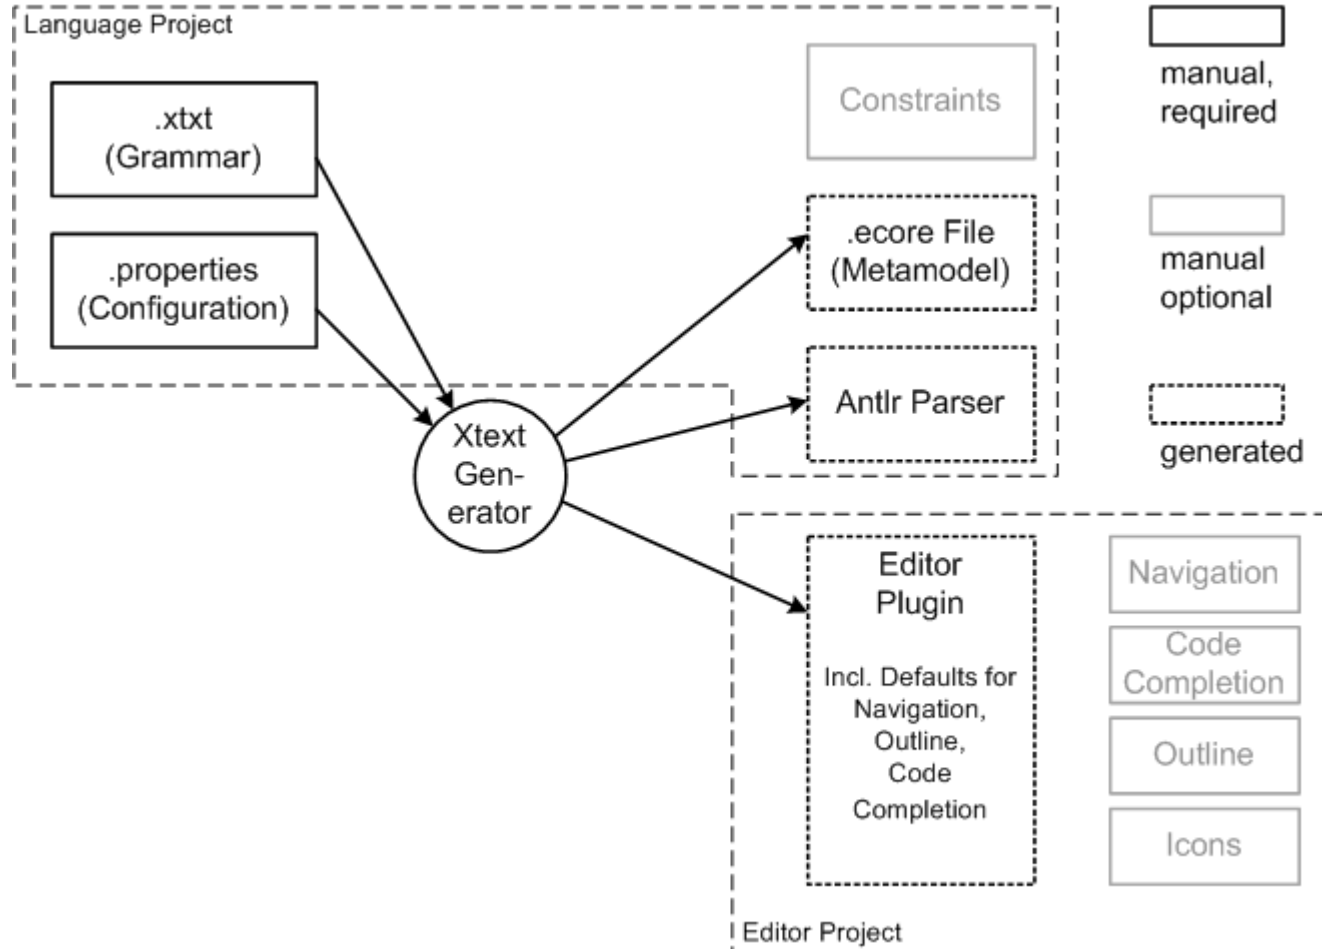 Language Project
.xtxt
(Grammar)
.properties
(Configuration)
Constraints
.ecore File
(Metamodel)
Antlr Parser
manual,
required
manual
optional
generated
Xtext
Gen-
erator
Editor
Plugin
Incl. Defaults for
Navigation,
Outline,
Code
Completion
Navigation
Code
Completion
Outline
Icons
Editor Project